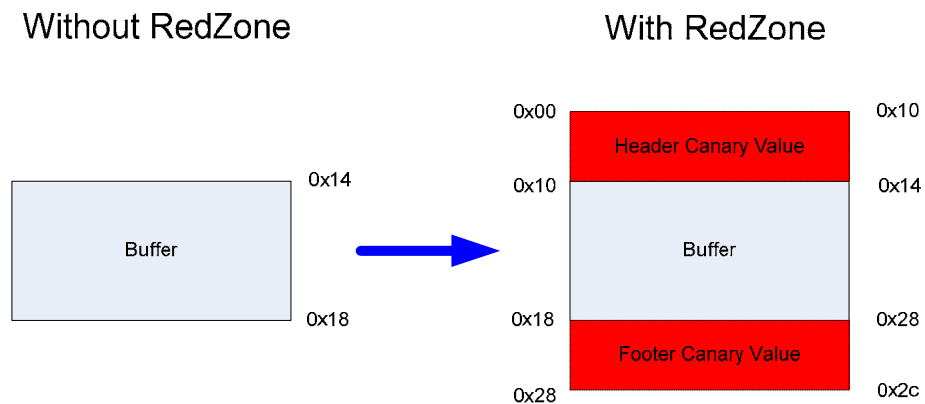 Without RedZone
With RedZone
0x00
0x10
Header Canary Value
0x14
0x10
0x14
Buffer
Buffer
0x18
0x18
0x28
Footer Canary Value
0x28
0x2c